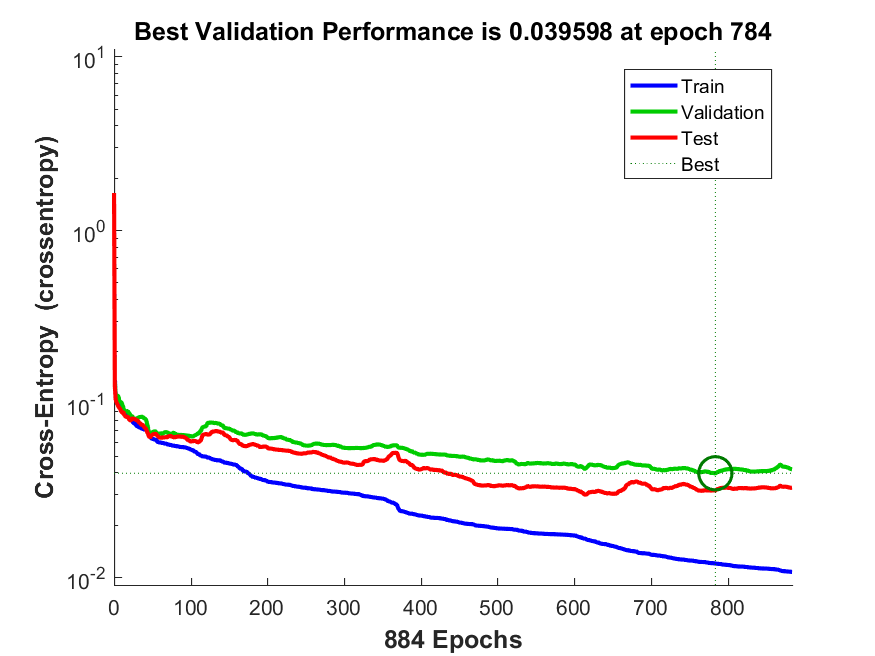 Best Validation Performance is 0.039598 at epoch 784
Cross-Entropy (crossentropy)
10^1
10^0
10^-1
10^-2
Train
Validation
Test
Best
0 100 200 300 400 500 600 700 800
884 Epochs